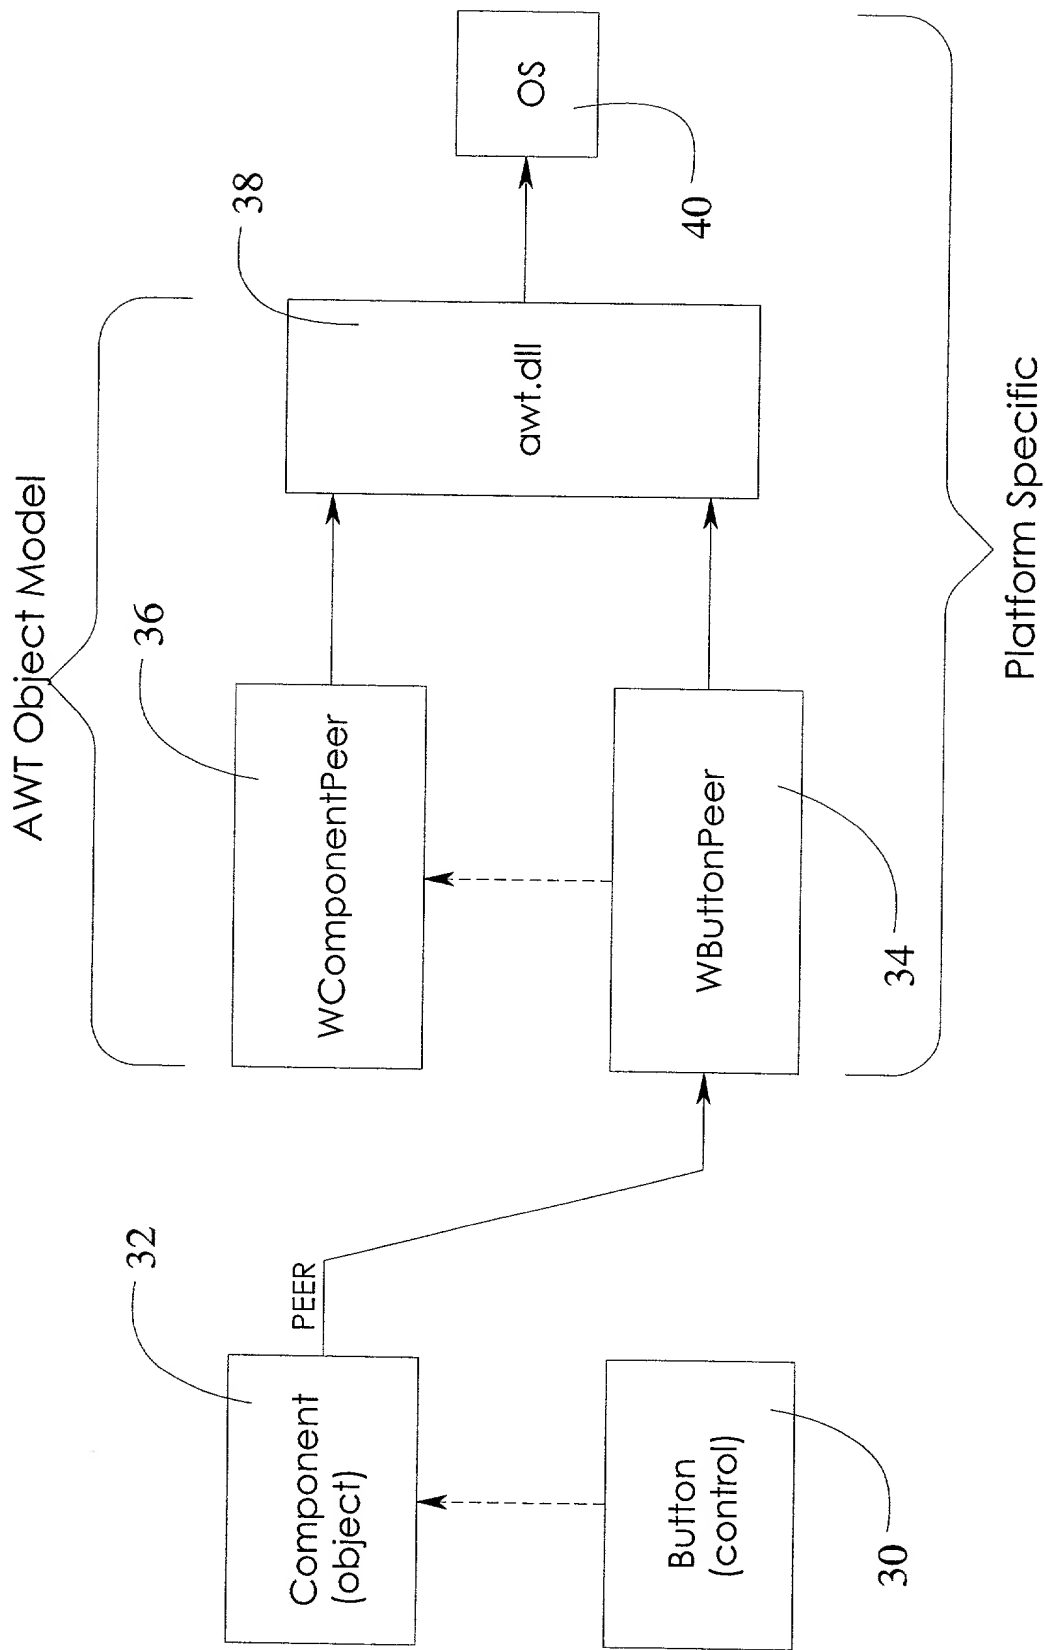 AWT Object Model
38
36
32
OS
40
awt.dll
WComponentPeer
WButtonPeer
34
PEER
Component
(object)
Button
(control)
30
Platform Specific